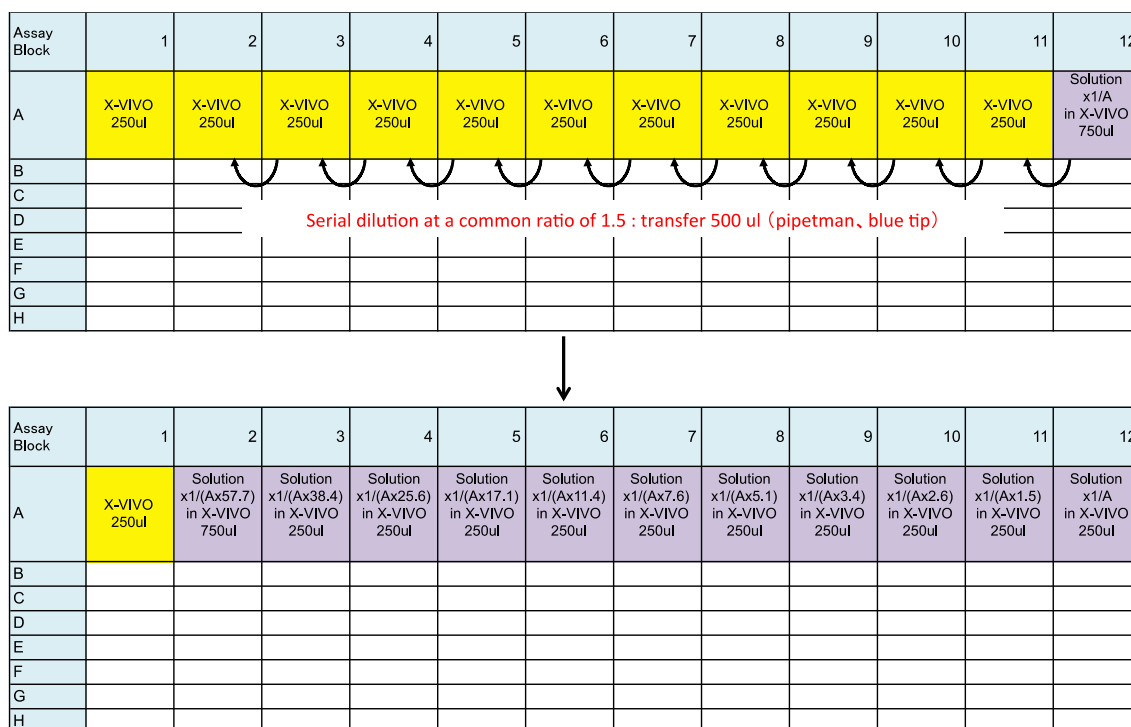 Assay Block 1 2 3 4 5 6 7 8 9 10 11 12
A
X-VIVO 250ul
X-VIVO 250ul
X-VIVO 250ul
X-VIVO 250ul
X-VIVO 250ul
X-VIVO 250ul
X-VIVO 250ul
X-VIVO 250ul
X-VIVO 250ul
X-VIVO 250ul
X-VIVO 250ul
Solution x1/A in X-VIVO 750ul
B
C
D
Serial dilution at a common ratio of 1.5 : transfer 500 ul（pipetman、blue tip）
E
F
G
H
Assay Block 1 2 3 4 5 6 7 8 9 10 11 12
A
X-VIVO 250ul
Solution x1/(Ax57.7) in X-VIVO 750ul
Solution x1/(Ax38.4) in X-VIVO 250ul
Solution x1/(Ax25.6) in X-VIVO 250ul
Solution x1/(Ax17.1) in X-VIVO 250ul
Solution x1/(Ax11.4) in X-VIVO 250ul
Solution x1/(Ax7.6) in X-VIVO 250ul
Solution x1/(Ax5.1) in X-VIVO 250ul
Solution x1/(Ax3.4) in X-VIVO 250ul
Solution x1/(Ax2.6) in X-VIVO 250ul
Solution x1/(Ax1.5) in X-VIVO 250ul
Solution x1/A in X-VIVO 250ul
B
C
D
E
F
G
H